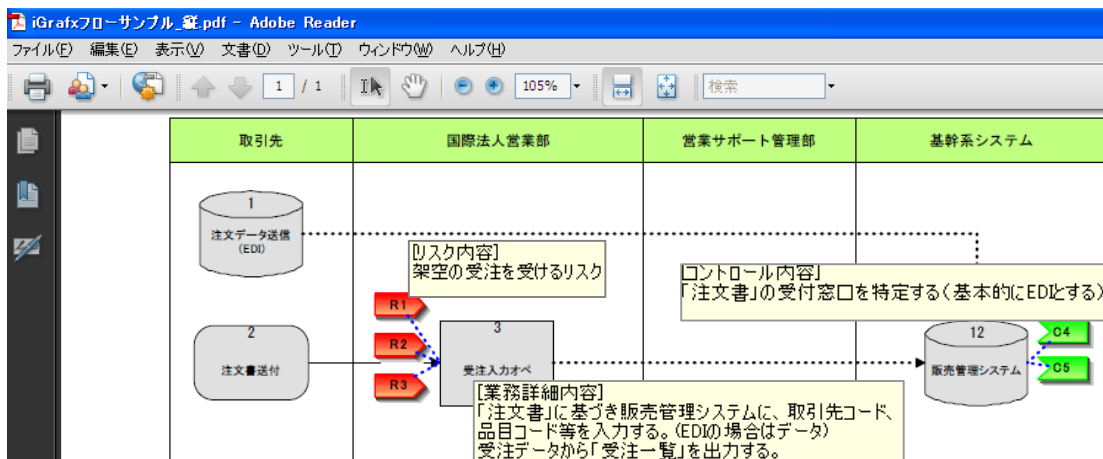 iGrafxフローサンプル_縦.pdf - Adobe Reader
ファイル(F) 編集(E) 表示(V) 文書(D) ツール(T) ウィンドウ(W) ヘルプ(H)
1 / 1 105% 検索
取引先 国際法人営業部 営業サポート管理部 基幹系システム
1
注文データ送信
(EDI)
[リスク内容]
架空の受注を受けるリスク
[コントロール内容]
「注文書」の受付窓口を特定する(基本的にEDIとする)
R1
R2
R3
2
注文書送付
3
受注入力オペ
12
販売管理システム
C4
C5
[業務詳細内容]
「注文書」に基づき販売管理システムに、取引先コード、
品目コード等を入力する。(EDIの場合はデータ)
受注データから「受注一覧」を出力する。